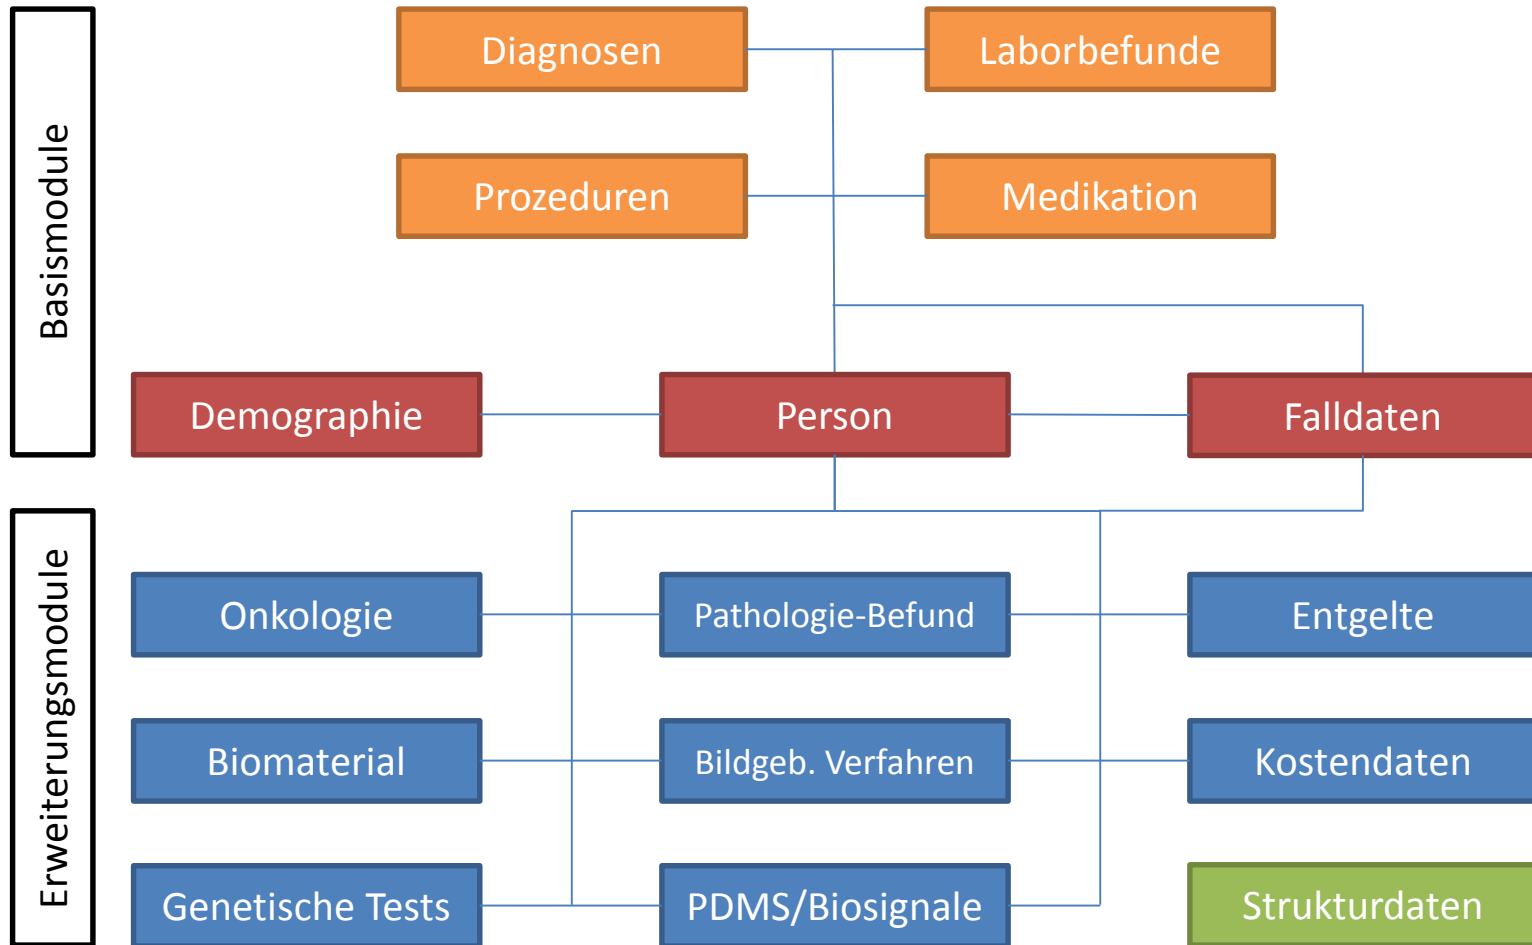 Basismodule
Diagnosen
Laborbefunde
Prozeduren
Medikation
Demographie
Person
Falldaten
Erweiterungsmodule
Onkologie
Pathologie-Befund
Entgelte
Biomaterial
Bildgeb. Verfahren
Kostendaten
Genetische Tests
PDMS/Biosignale
Strukturdaten